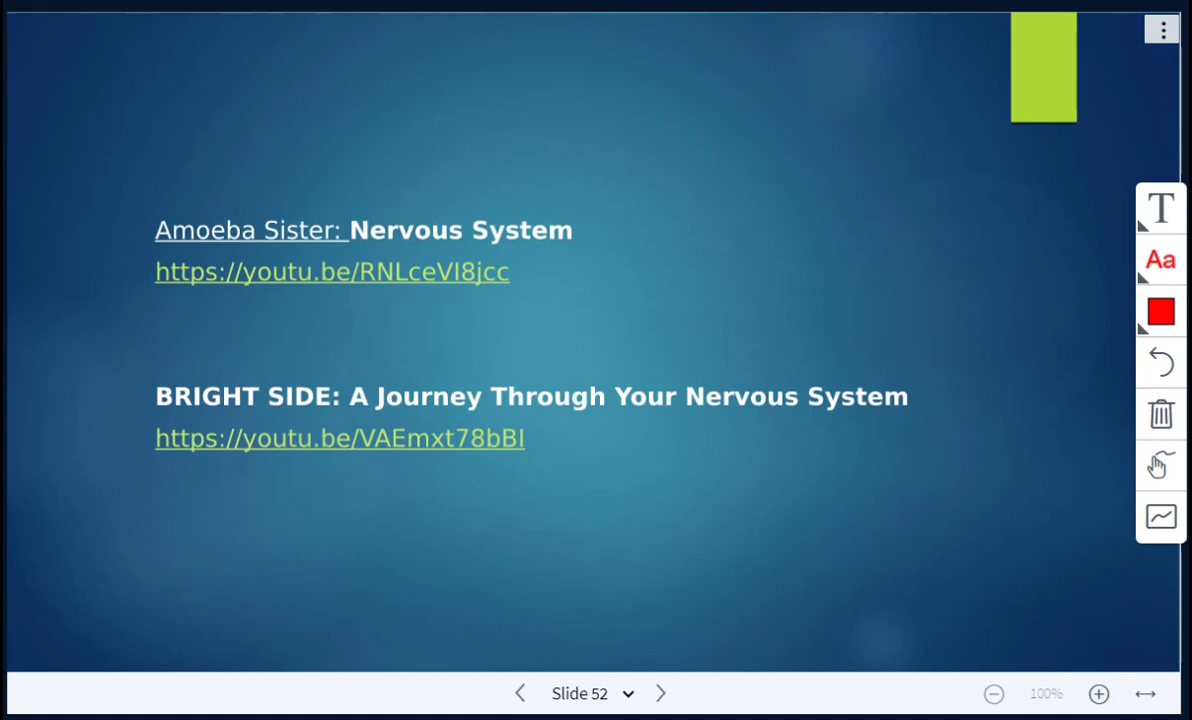 Amoeba Sister: Nervous System
https://youtu.be/RNLceVI8jcc
BRIGHT SIDE: A Journey Through Your Nervous System
https://youtu.be/VAEmxt78bBI
T
Aa
Slide 52
100%